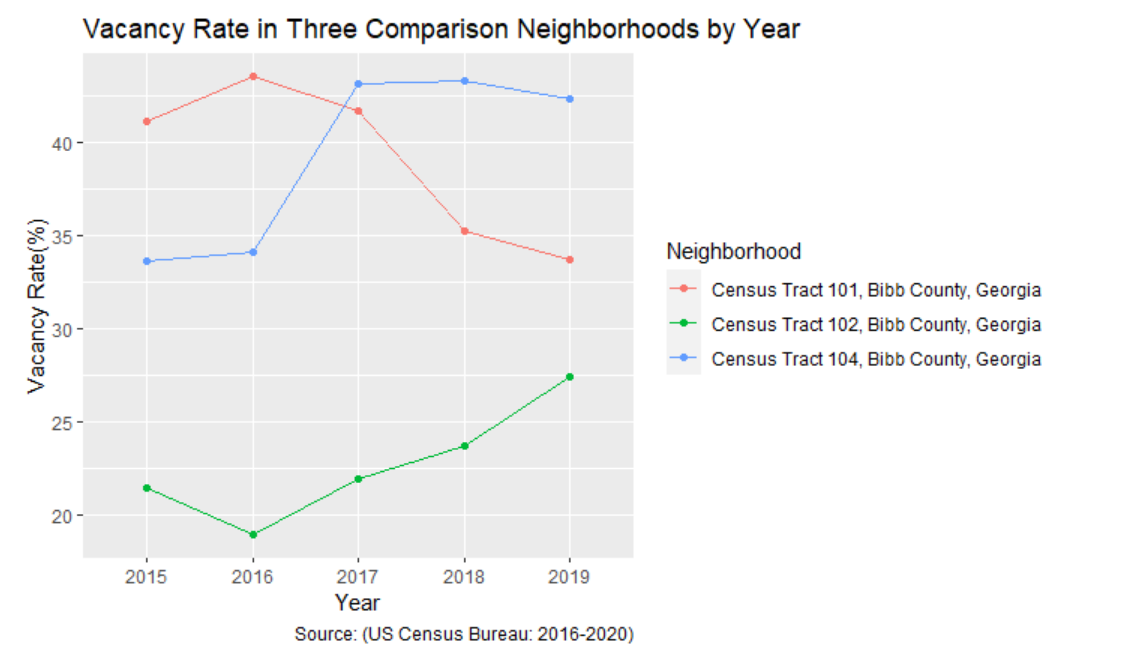 Vacancy Rate in Three Comparison Neighborhoods by Year
Vacancy Rate(%)
40
35
30
25
20
2015 2016 2017 2018 2019
Year
Source: (US Census Bureau: 2016-2020)
Neighborhood
Census Tract 101, Bibb County, Georgia
Census Tract 102, Bibb County, Georgia
Census Tract 104, Bibb County, Georgia